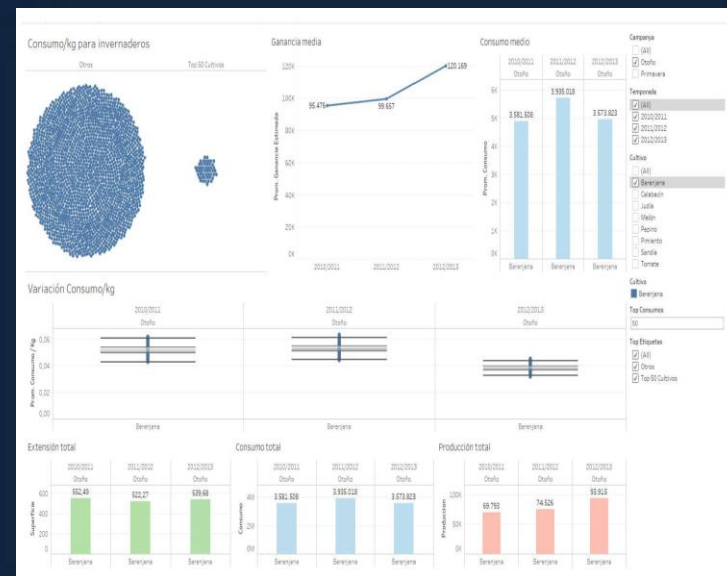 Consumo/kg para invernaderos
Otros Top 50 Cultivos
Ganancia media
Prom. Ganancia Estimada
120K
100K
80K
60K
40K
20K
0K
95.476
99.657
120.169
2010/2011 2011/2012 2012/2013
Consumo medio
2010/2011 2011/2012 2012/2013
Otoño Otoño Otoño
Prom. Consumo
6K
5K
4K
3K
2K
1K
0K
3.581.508
3.935.018
3.573.823
Berenjena Berenjena Berenjena
Campanya
(All)
Otoño
Primavera
Temporada
(All)
2010/2011
2011/2012
2012/2013
Cultivo
(All)
Berenjena
Calabacín
Judía
Melón
Pepino
Pimiento
Sandía
Tomate
Cultivo
Berenjena
Top Consumos
50
Top Etiquetas
(All)
Otros
Top 50 Cultivos
Variación Consumo/kg
2010/2011 2011/2012 2012/2013
Otoño Otoño Otoño
Prom. Consumo / Kg
0,06
0,04
0,02
0,00
Berenjena Berenjena Berenjena
Extensión total
2010/2011 2011/2012 2012/2013
Otoño Otoño Otoño
Superficie
600
400
200
0
552,49
522,27
539,68
Berenjena Berenjena Berenjena
Consumo total
2010/2011 2011/2012 2012/2013
Otoño Otoño Otoño
Consumo
4M
2M
0M
3.581.508
3.935.018
3.573.823
Berenjena Berenjena Berenjena
Producción total
2010/2011 2011/2012 2012/2013
Otoño Otoño Otoño
Produccion
100K
50K
0K
69.793
74.526
93.915
Berenjena Berenjena Berenjena